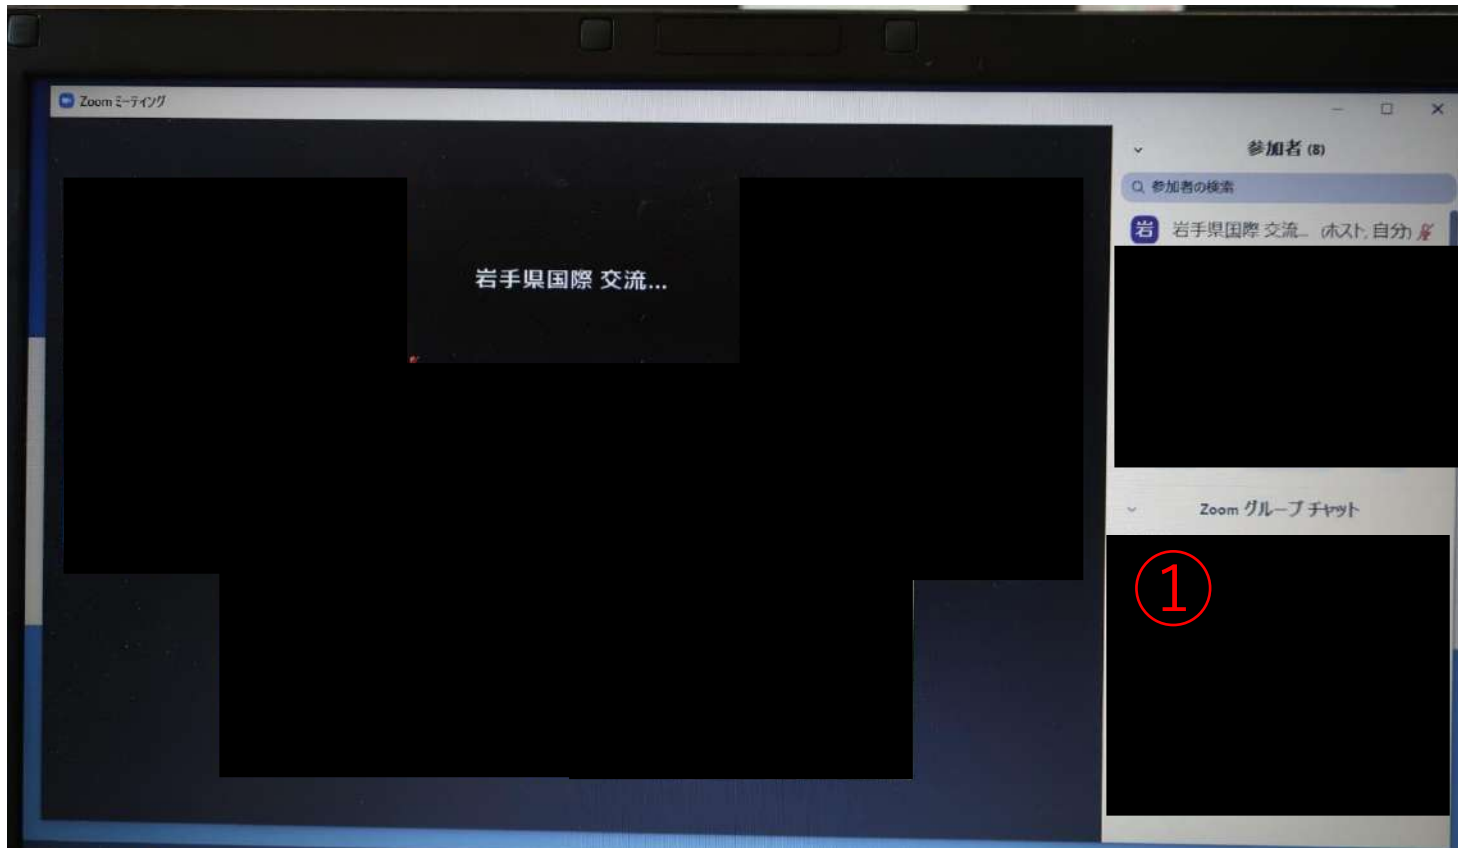 Zoom ミーティング
参加者 (8)
参加者の検索
岩 岩手県国際 交流... (ホスト, 自分)
岩手県国際 交流...
Zoom グループ チャット
①